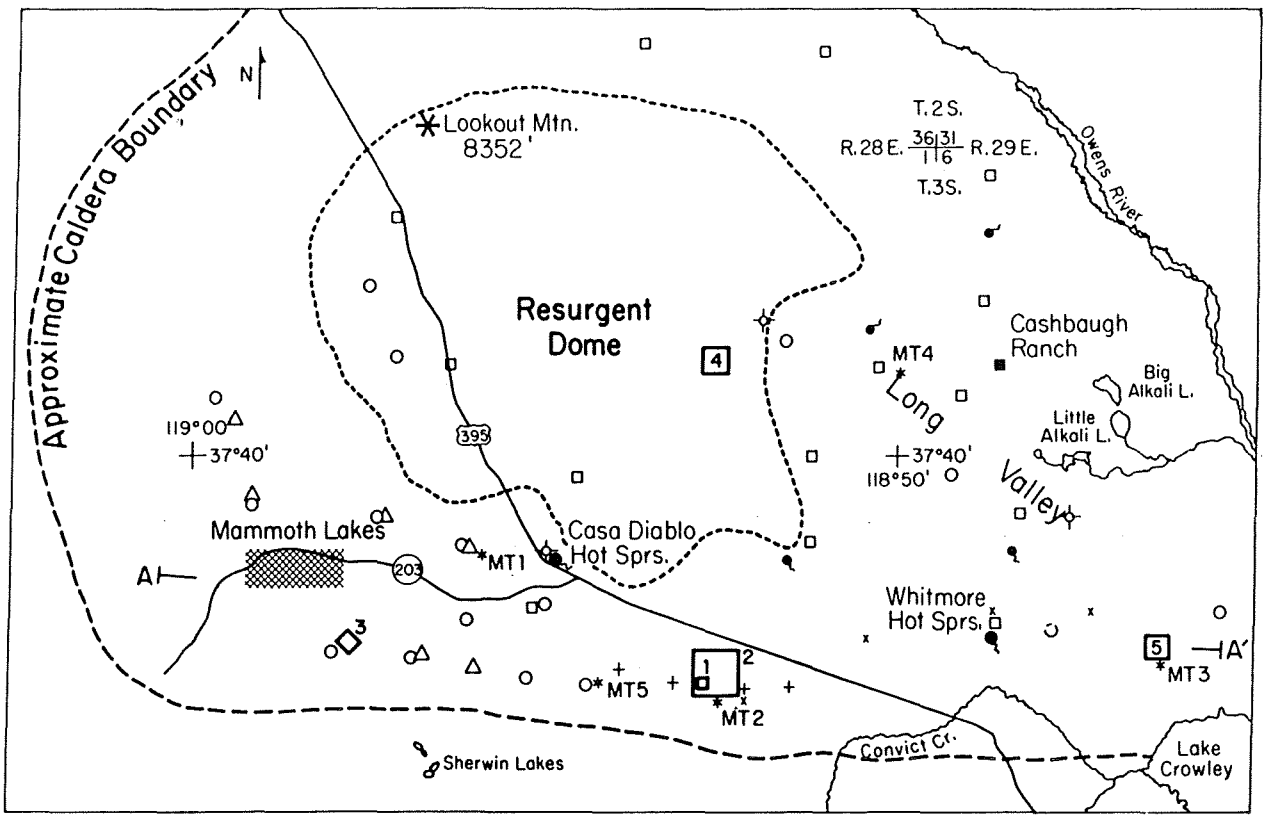 Approximate Caldera Boundary
N
Lookout Mtn.
8352'
T.2S.
R.28E. 36|31 R.29E.
1|6
T.3S.
Owens River
Resurgent
Dome
4
MT4
Cashbaugh
Ranch
Big
Alkali L.
Little
Alkali L.
Long
Valley
119°00'
37°40'
395
37°40'
118°50'
Mammoth Lakes
Casa Diablo
Hot Sprs.
MT1
A
203
Whitmore
Hot Sprs.
3
1
2
5
A'
MT3
MT5
MT2
Convict Cr.
Sherwin Lakes
Lake
Crowley